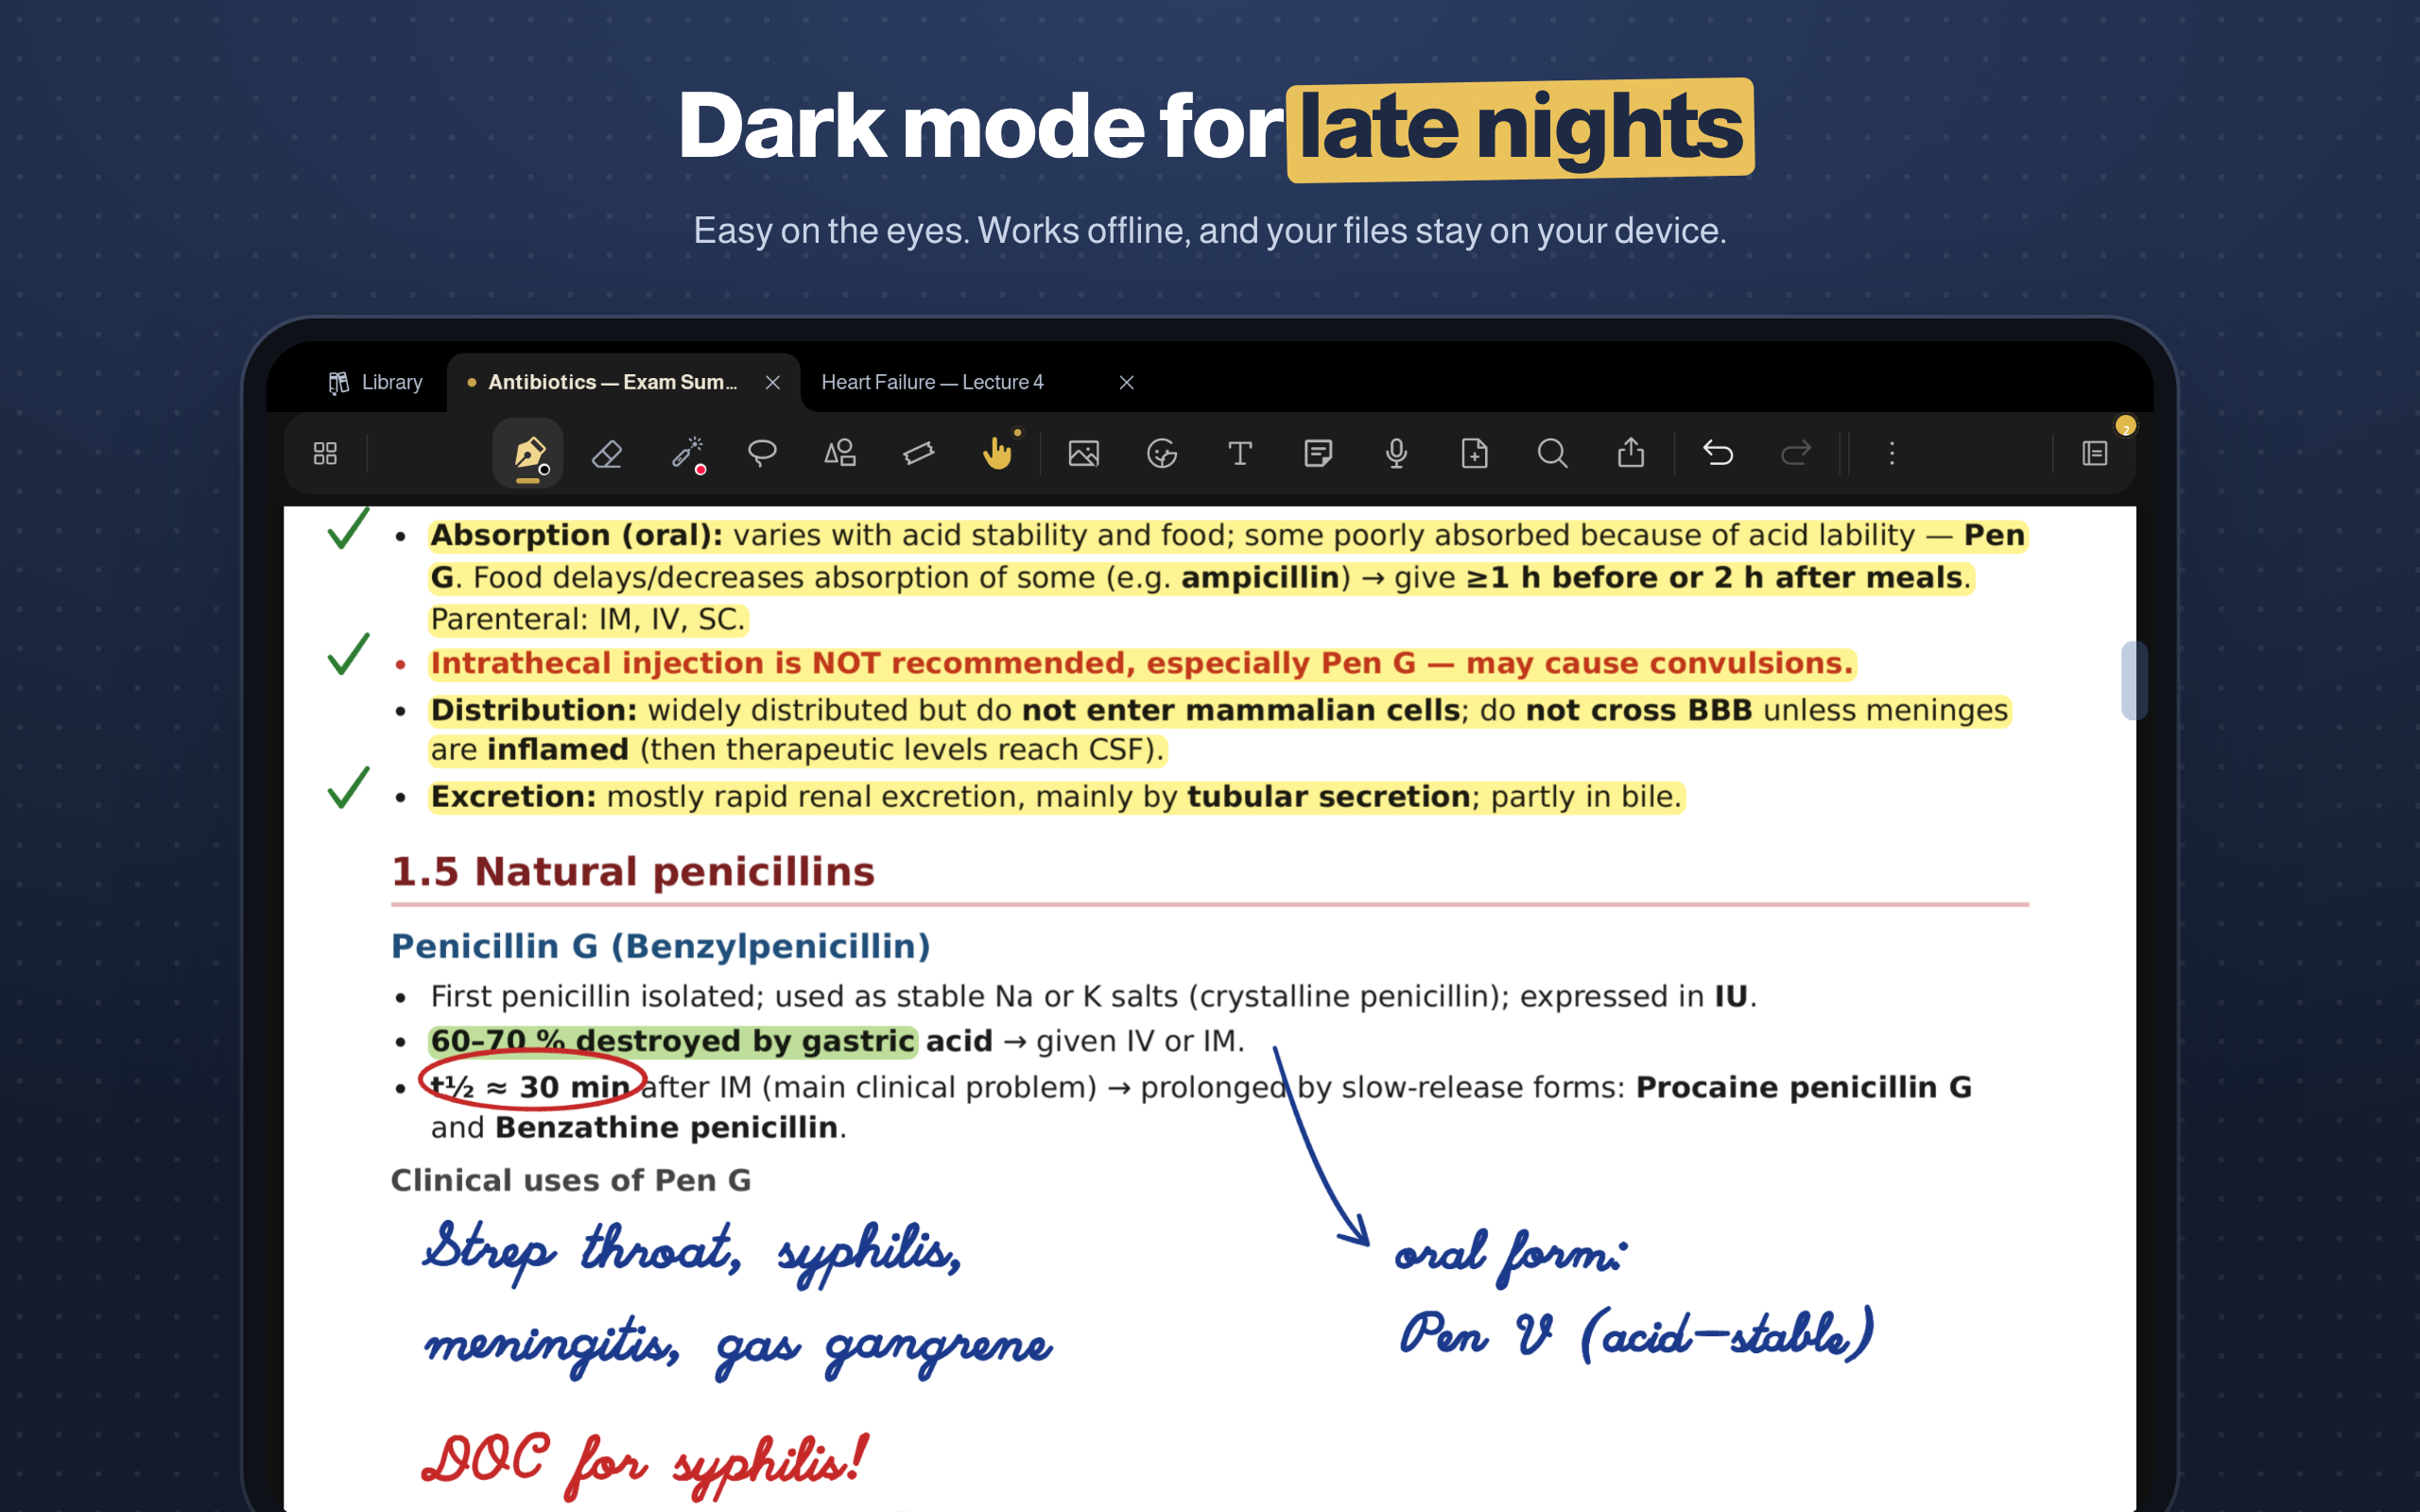 Dark mode for late nights
Easy on the eyes. Works offline, and your files stay on your device.
Library
Antibiotics — Exam Sum...
Heart Failure — Lecture 4
2
• Absorption (oral): varies with acid stability and food; some poorly absorbed because of acid lability — Pen
G. Food delays/decreases absorption of some (e.g. ampicillin) → give ≥1 h before or 2 h after meals.
Parenteral: IM, IV, SC.
• Intrathecal injection is NOT recommended, especially Pen G — may cause convulsions.
• Distribution: widely distributed but do not enter mammalian cells; do not cross BBB unless meninges
are inflamed (then therapeutic levels reach CSF).
• Excretion: mostly rapid renal excretion, mainly by tubular secretion; partly in bile.
1.5 Natural penicillins
Penicillin G (Benzylpenicillin)
• First penicillin isolated; used as stable Na or K salts (crystalline penicillin); expressed in IU.
• 60–70 % destroyed by gastric acid → given IV or IM.
• t½ ≈ 30 min after IM (main clinical problem) → prolonged by slow-release forms: Procaine penicillin G
and Benzathine penicillin.
Clinical uses of Pen G
Strep throat, syphilis,
meningitis, gas gangrene
oral form:
Pen V (acid—stable)
DOC for syphilis!